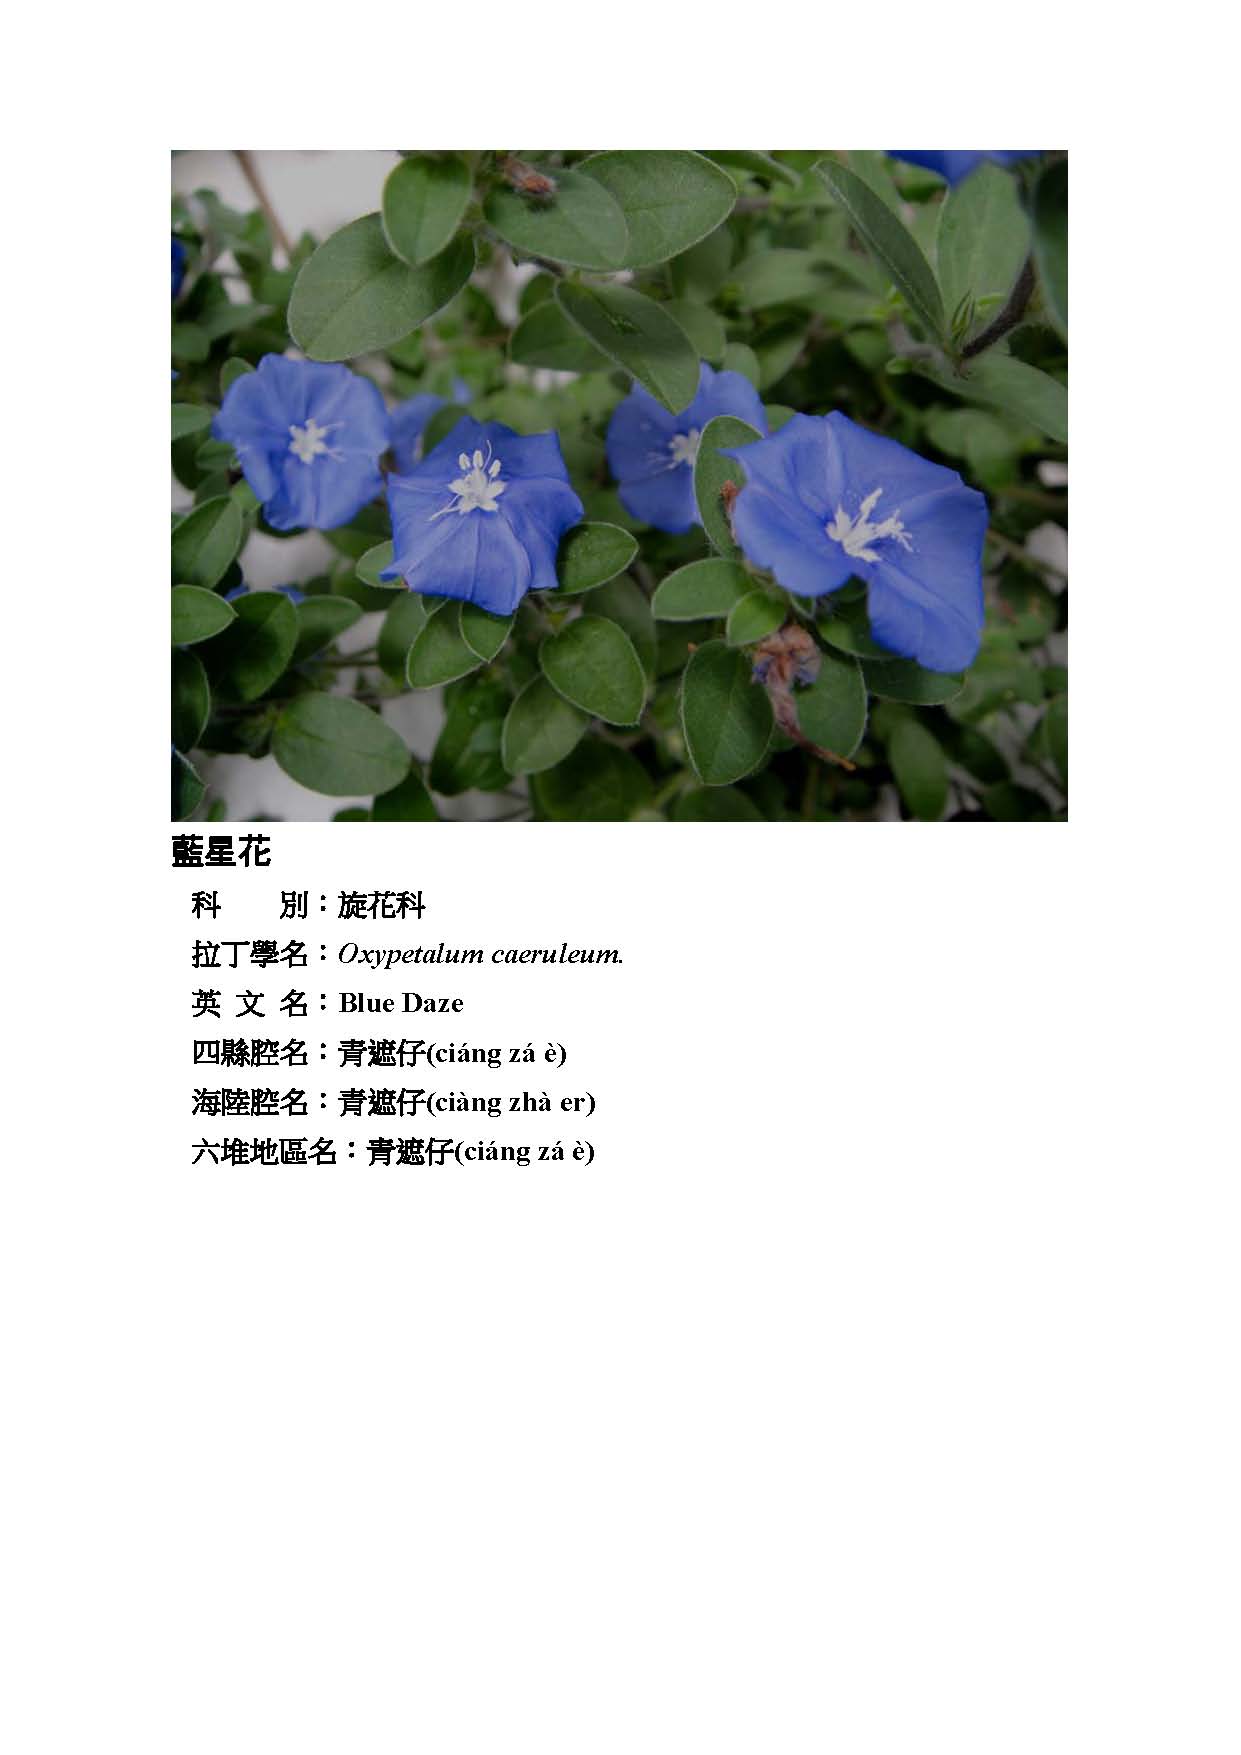 藍星花
科　　別：旋花科
拉丁學名：Oxypetalum caeruleum.
英 文 名：Blue Daze
四縣腔名：青遮仔(ciáng zá è)
海陸腔名：青遮仔(ciàng zhà er)
六堆地區名：青遮仔(ciáng zá è)